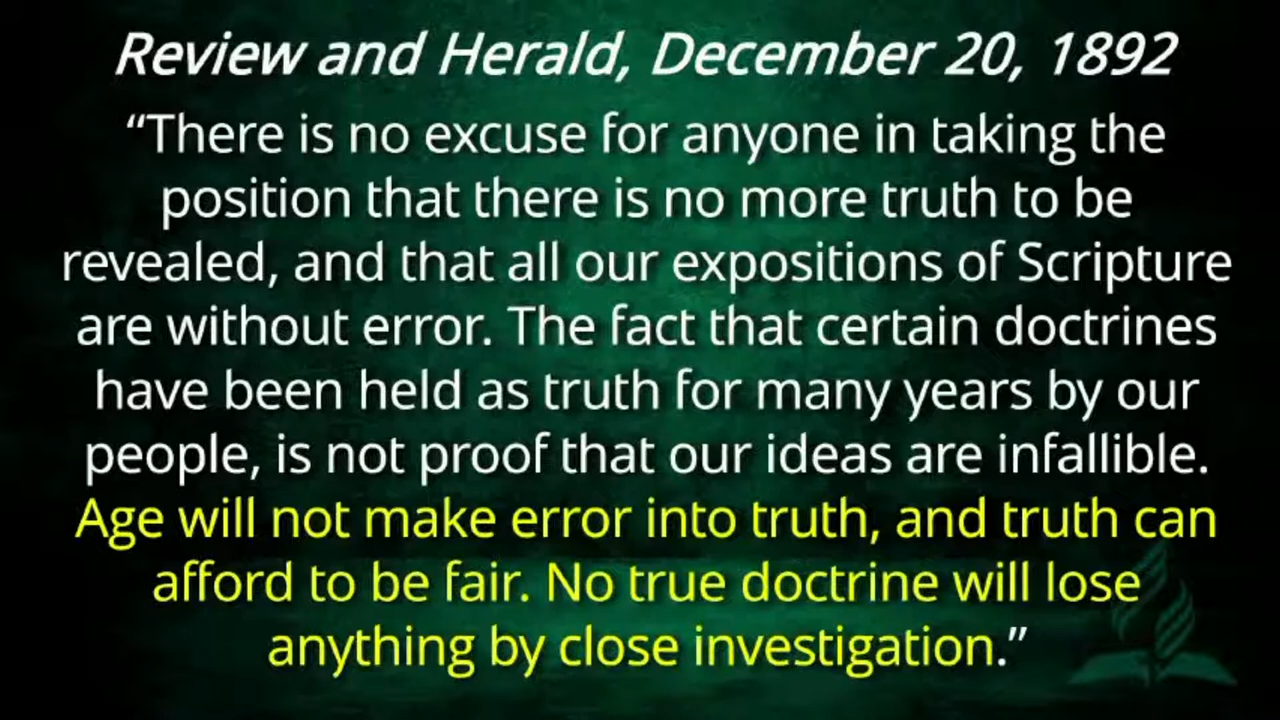 Review and Herald, December 20, 1892
“There is no excuse for anyone in taking the
position that there is no more truth to be
revealed, and that all our expositions of Scripture
are without error. The fact that certain doctrines
have been held as truth for many years by our
people, is not proof that our ideas are infallible.
Age will not make error into truth, and truth can
afford to be fair. No true doctrine will lose
anything by close investigation.”